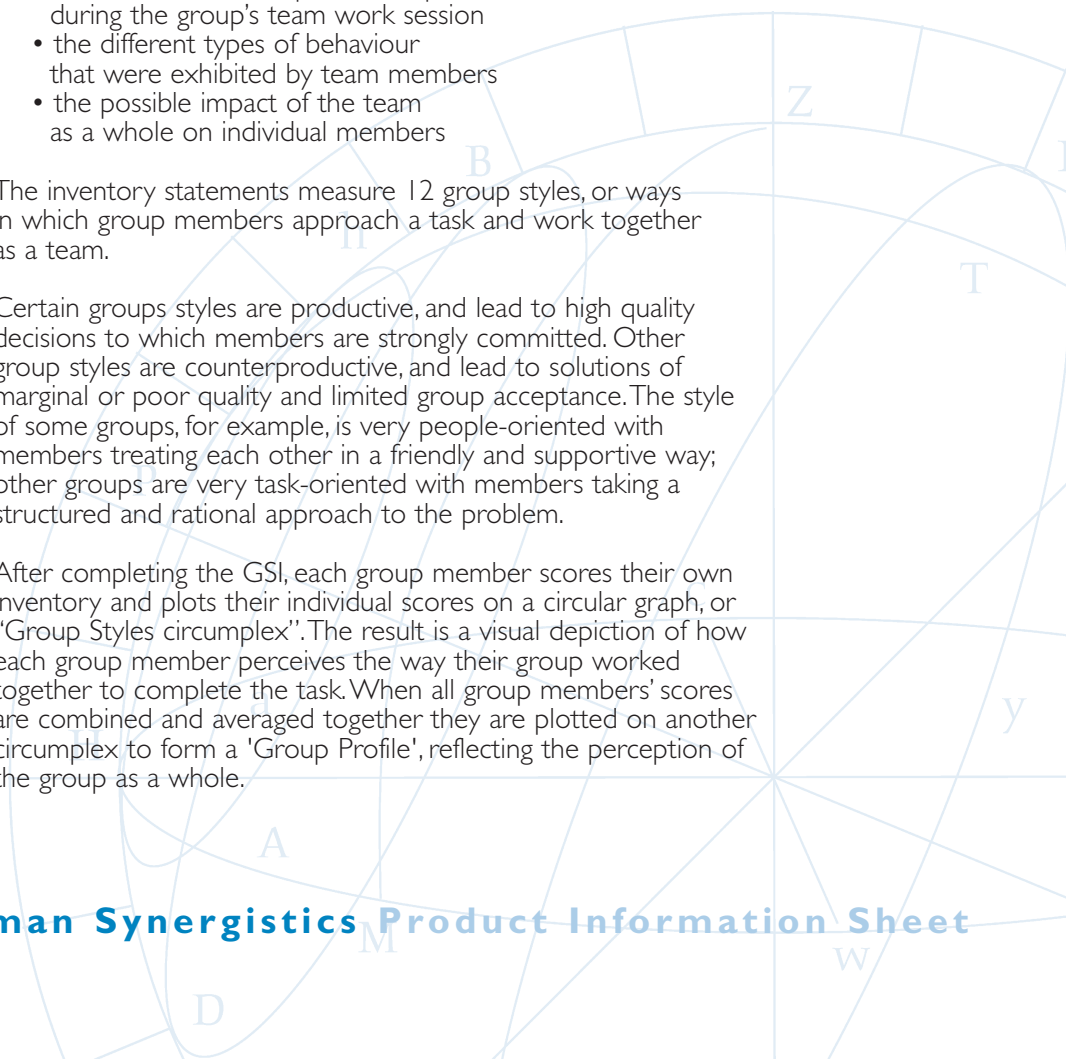 during the group's team work session
• the different types of behaviour
that were exhibited by team members
• the possible impact of the team
as a whole on individual members
The inventory statements measure 12 group styles, or ways
in which group members approach a task and work together
as a team.
Certain groups styles are productive, and lead to high quality
decisions to which members are strongly committed. Other
group styles are counterproductive, and lead to solutions of
marginal or poor quality and limited group acceptance. The style
of some groups, for example, is very people-oriented with
members treating each other in a friendly and supportive way;
other groups are very task-oriented with members taking a
structured and rational approach to the problem.
After completing the GSI, each group member scores their own
inventory and plots their individual scores on a circular graph, or
“Group Styles circumplex”. The result is a visual depiction of how
each group member perceives the way their group worked
together to complete the task. When all group members’ scores
are combined and averaged together they are plotted on another
circumplex to form a 'Group Profile', reflecting the perception of
the group as a whole.
man Synergistics Product Information Sheet
Z
B
h
T
p
a
y
H
A
M
w
D